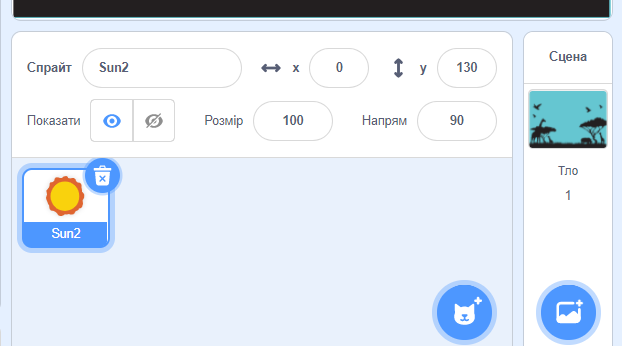 Спрайт Sun2 x 0 y 130 Сцена
Показати Розмір 100 Напрям 90
Тло
1
Sun2